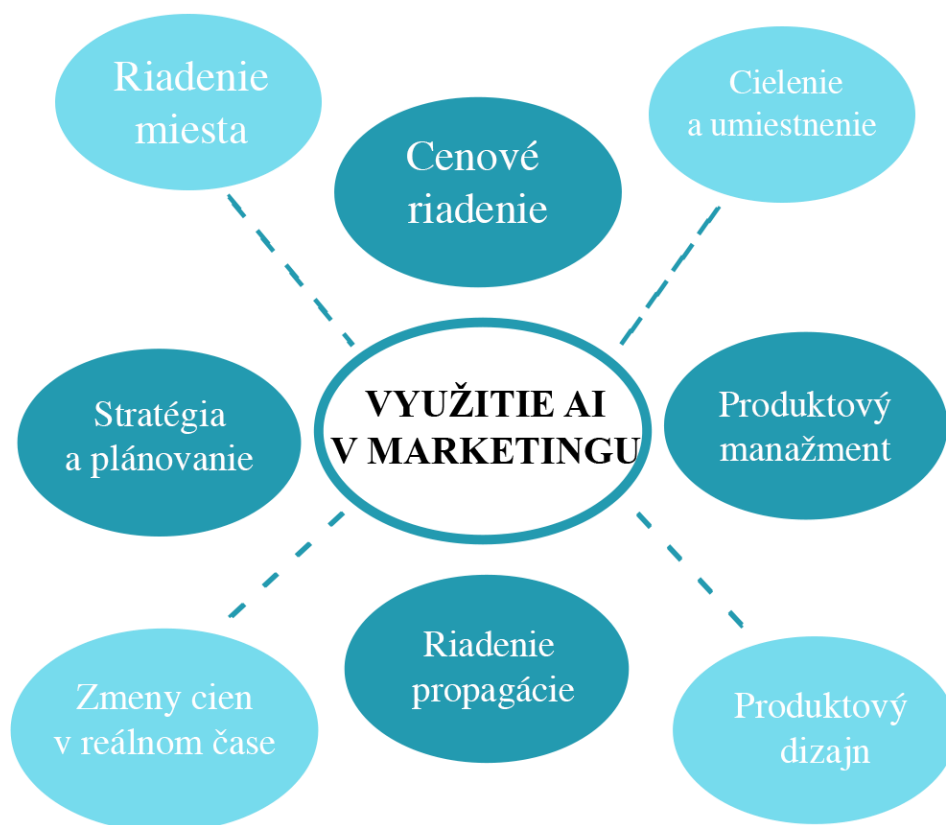 Riadenie
miesta
Cenové
riadenie
Cielenie
a umiestnenie
Stratégia
a plánovanie
VYUŽITIE AI
V MARKETINGU
Produktový
manažment
Zmeny cien
v reálnom čase
Riadenie
propagácie
Produktový
dizajn